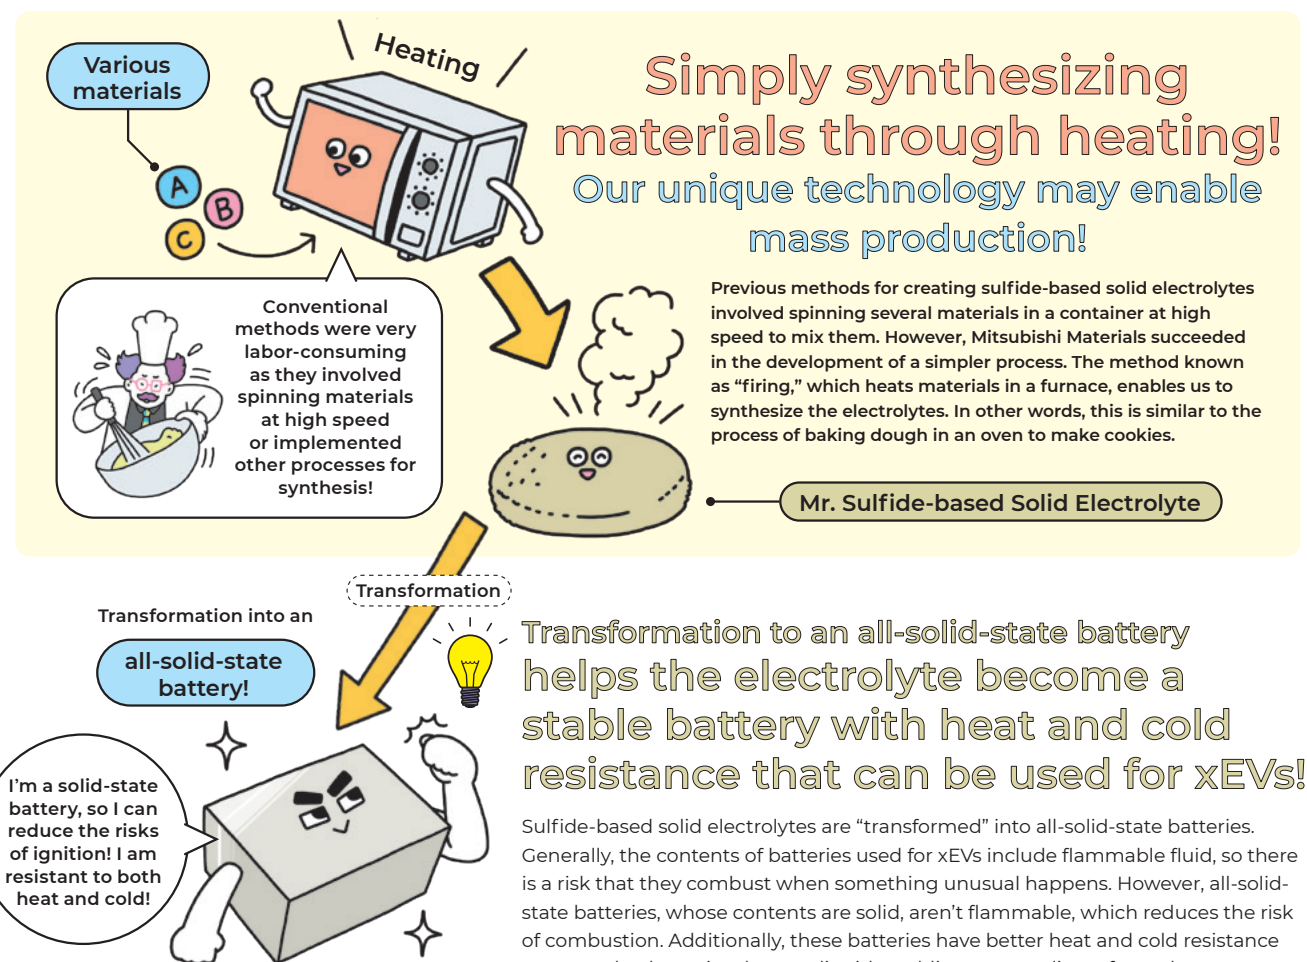 Various
materials
Heating
A
B
C
Simply synthesizing
materials through heating!
Our unique technology may enable
mass production!
Conventional
methods were very
labor-consuming
as they involved
spinning materials
at high speed
or implemented
other processes for
synthesis!
Previous methods for creating sulfide-based solid electrolytes
involved spinning several materials in a container at high
speed to mix them. However, Mitsubishi Materials succeeded
in the development of a simpler process. The method known
as “firing,” which heats materials in a furnace, enables us to
synthesize the electrolytes. In other words, this is similar to the
process of baking dough in an oven to make cookies.
Mr. Sulfide-based Solid Electrolyte
Transformation
Transformation into an
all-solid-state
battery!
I’m a solid-state
battery, so I can
reduce the risks
of ignition! I am
resistant to both
heat and cold!
Transformation to an all-solid-state battery
helps the electrolyte become a
stable battery with heat and cold
resistance that can be used for xEVs!
Sulfide-based solid electrolytes are “transformed” into all-solid-state batteries.
Generally, the contents of batteries used for xEVs include flammable fluid, so there
is a risk that they combust when something unusual happens. However, all-solid-
state batteries, whose contents are solid, aren’t flammable, which reduces the risk
of combustion. Additionally, these batteries have better heat and cold resistance